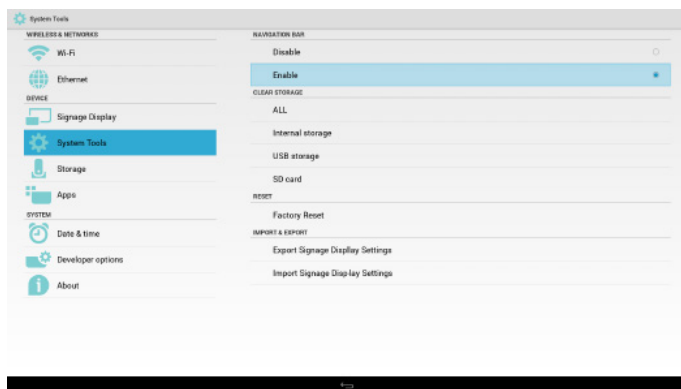 System Tools
WIRELESS & NETWORKS
Wi-Fi
Ethernet
DEVICE
Signage Display
System Tools
Storage
Apps
SYSTEM
Date & time
Developer options
About
NAVIGATION BAR
Disable
Enable
CLEAR STORAGE
ALL
Internal storage
USB storage
SD card
RESET
Factory Reset
IMPORT & EXPORT
Export Signage Display Settings
Import Signage Display Settings